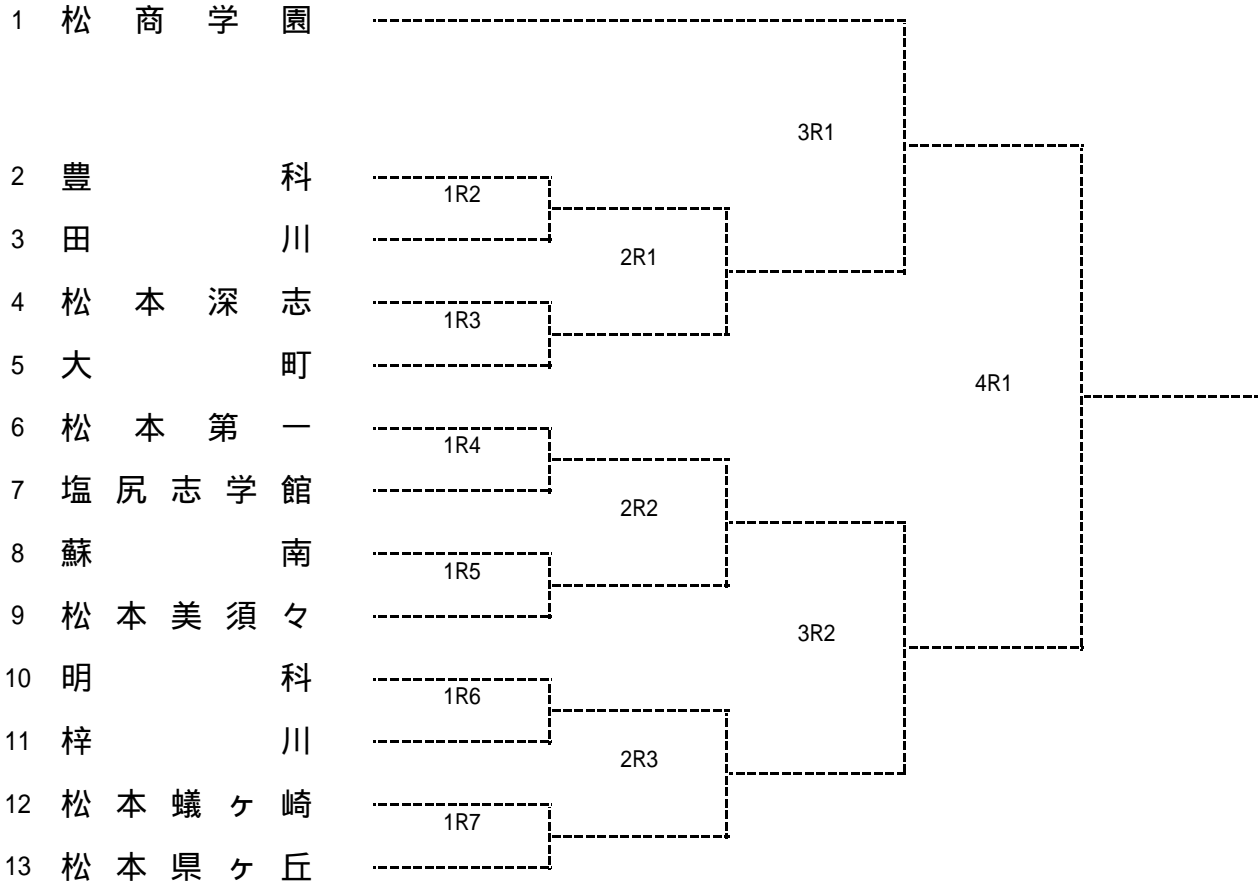 1 松商学園
3R1
2 豊科
1R2
3 田川
2R1
4 松本深志
1R3
5 大町
4R1
6 松本第一
1R4
7 塩尻志学館
2R2
8 蘇南
1R5
9 松本美須々
3R2
10 明科
1R6
11 梓川
2R3
12 松本蟻ヶ崎
1R7
13 松本県ヶ丘